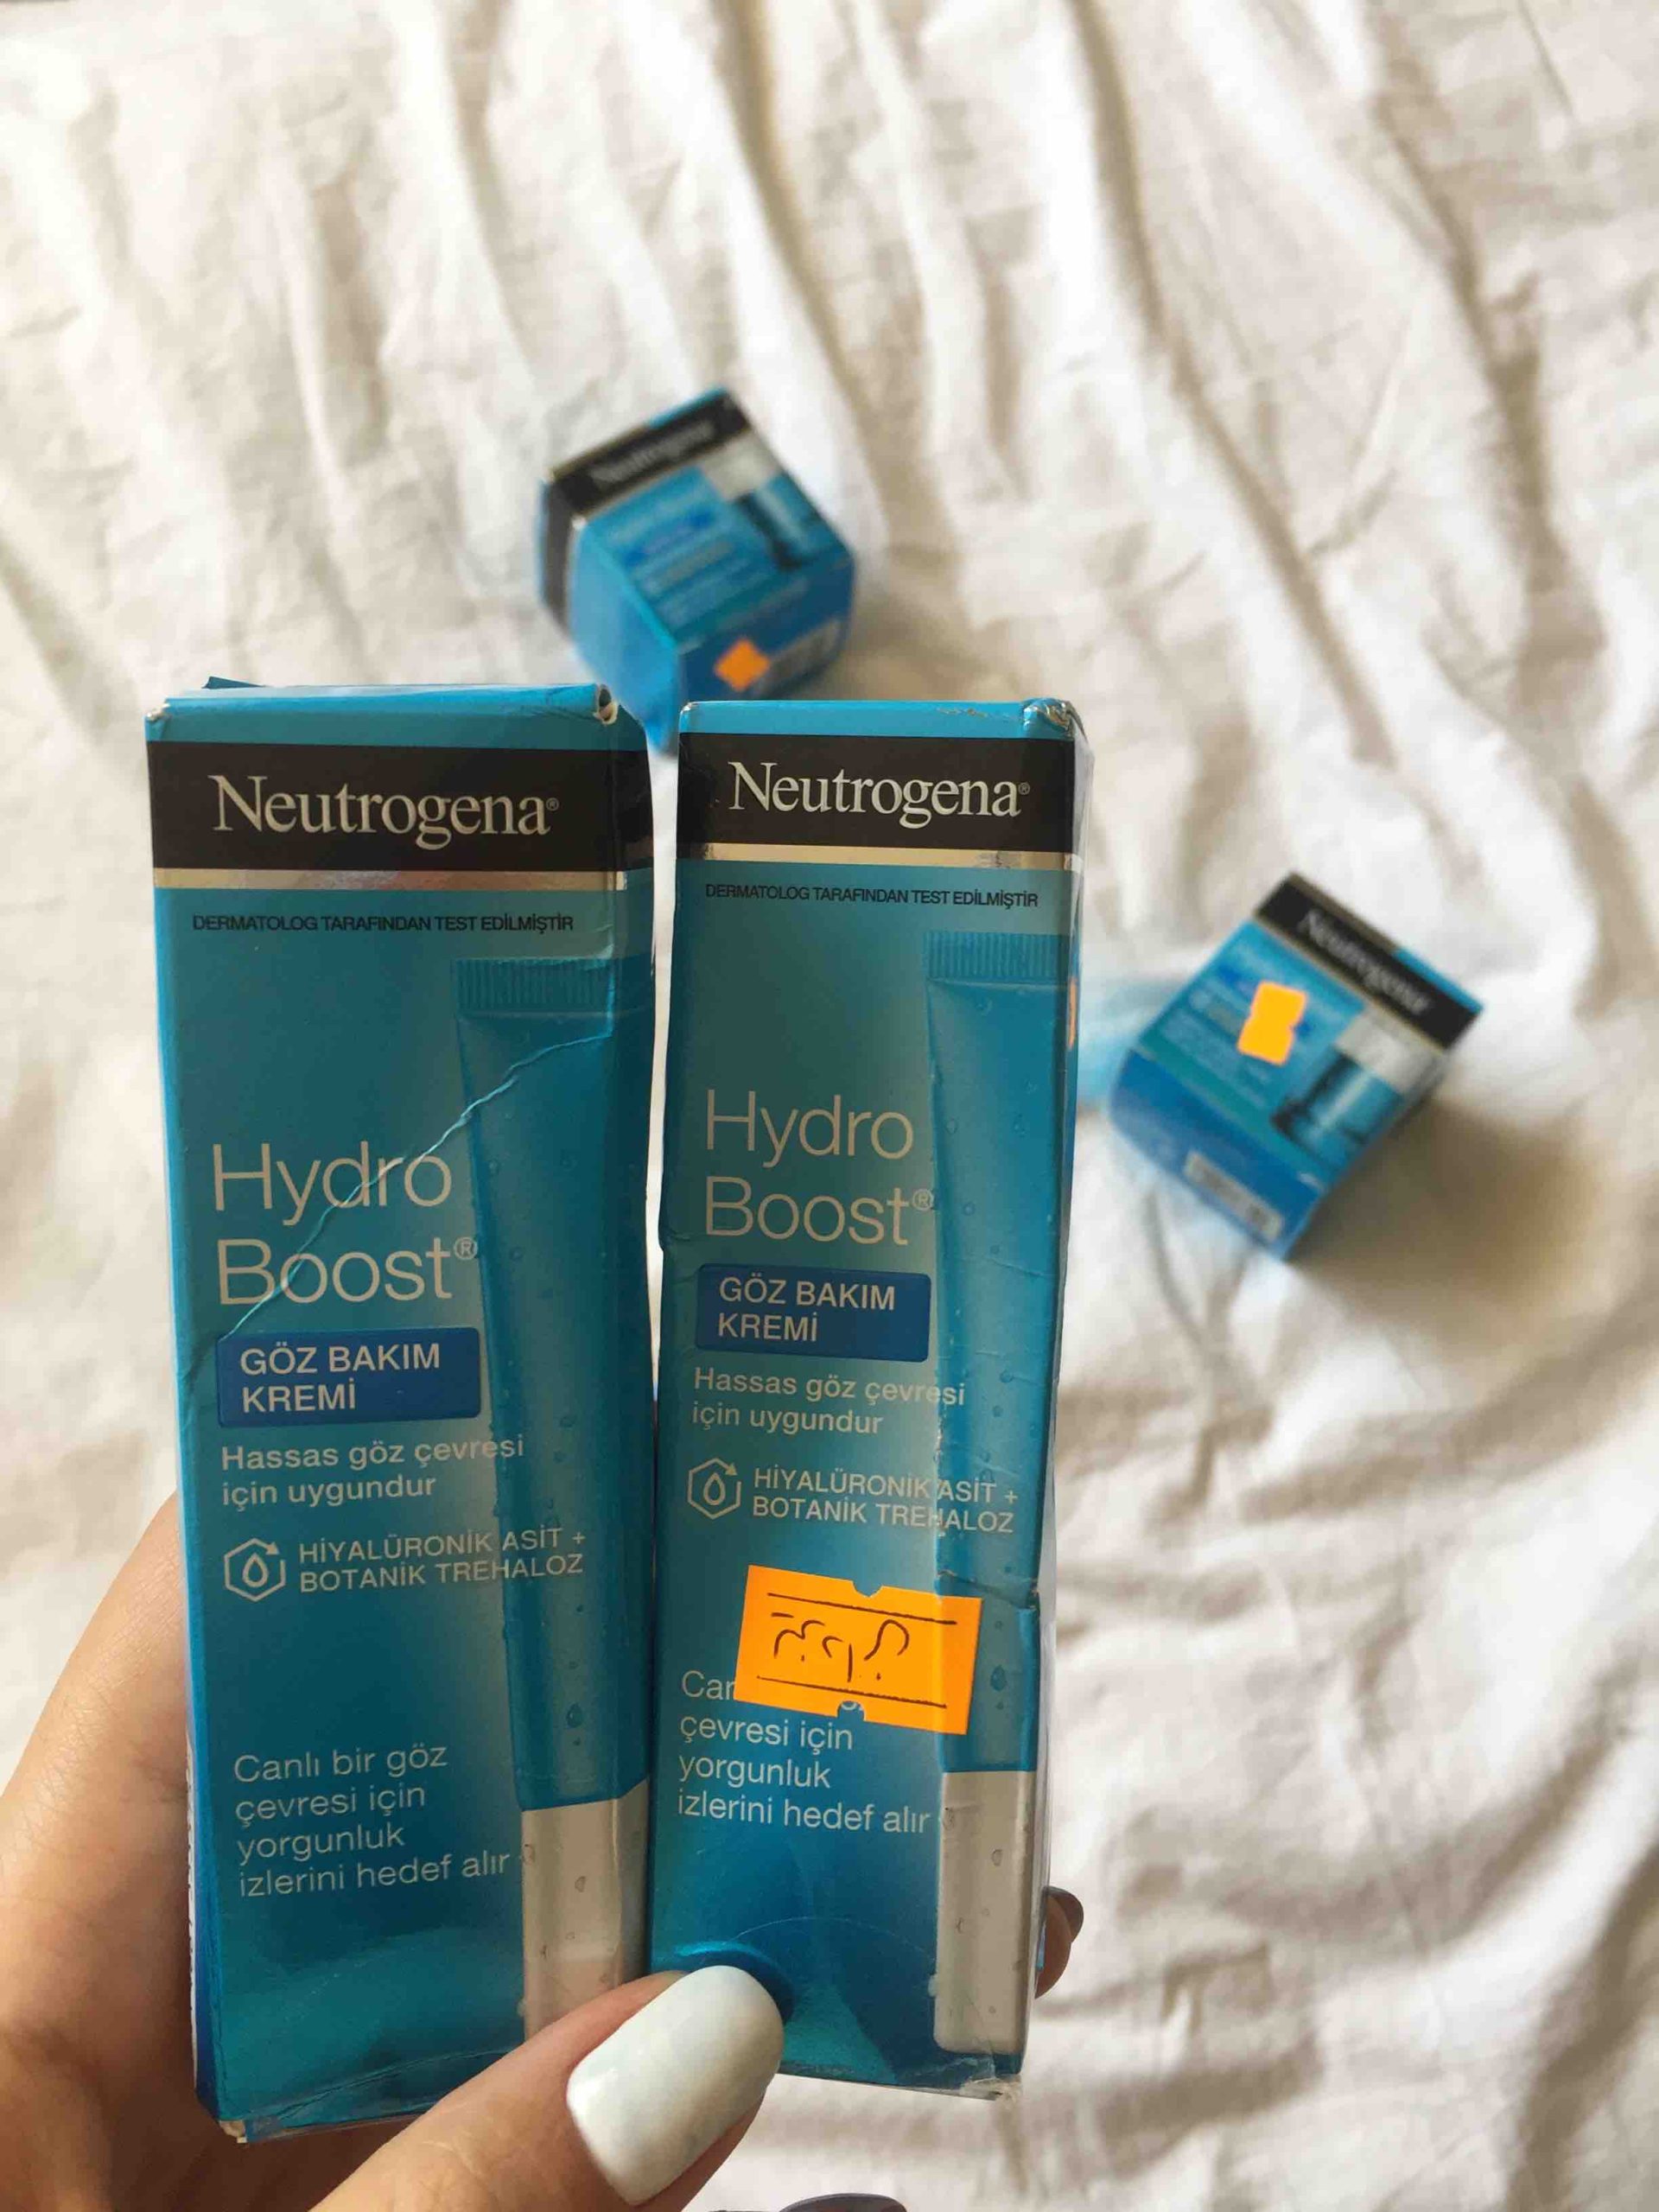 Neutrogena
Neutrogena®
DERMATOLOG TARAFINDAN TEST EDİLMİŞTİR
Hydro
Boost®
GÖZ BAKIM
KREMİ
Hassas göz çevresi
için uygundur
HİYALÜRONİK ASİT +
BOTANİK TREHALOZ
Canlı bir göz
çevresi için
yorgunluk
izlerini hedef alır
Neutrogena®
DERMATOLOG TARAFINDAN TEST EDİLMİŞTİR
Hydro
Boost®
GÖZ BAKIM
KREMİ
Hassas göz çevresi
için uygundur
HİYALÜRONİK ASİT +
BOTANİK TREHALOZ
Can
çevresi için
yorgunluk
izlerini hedef alır
Neutrogena